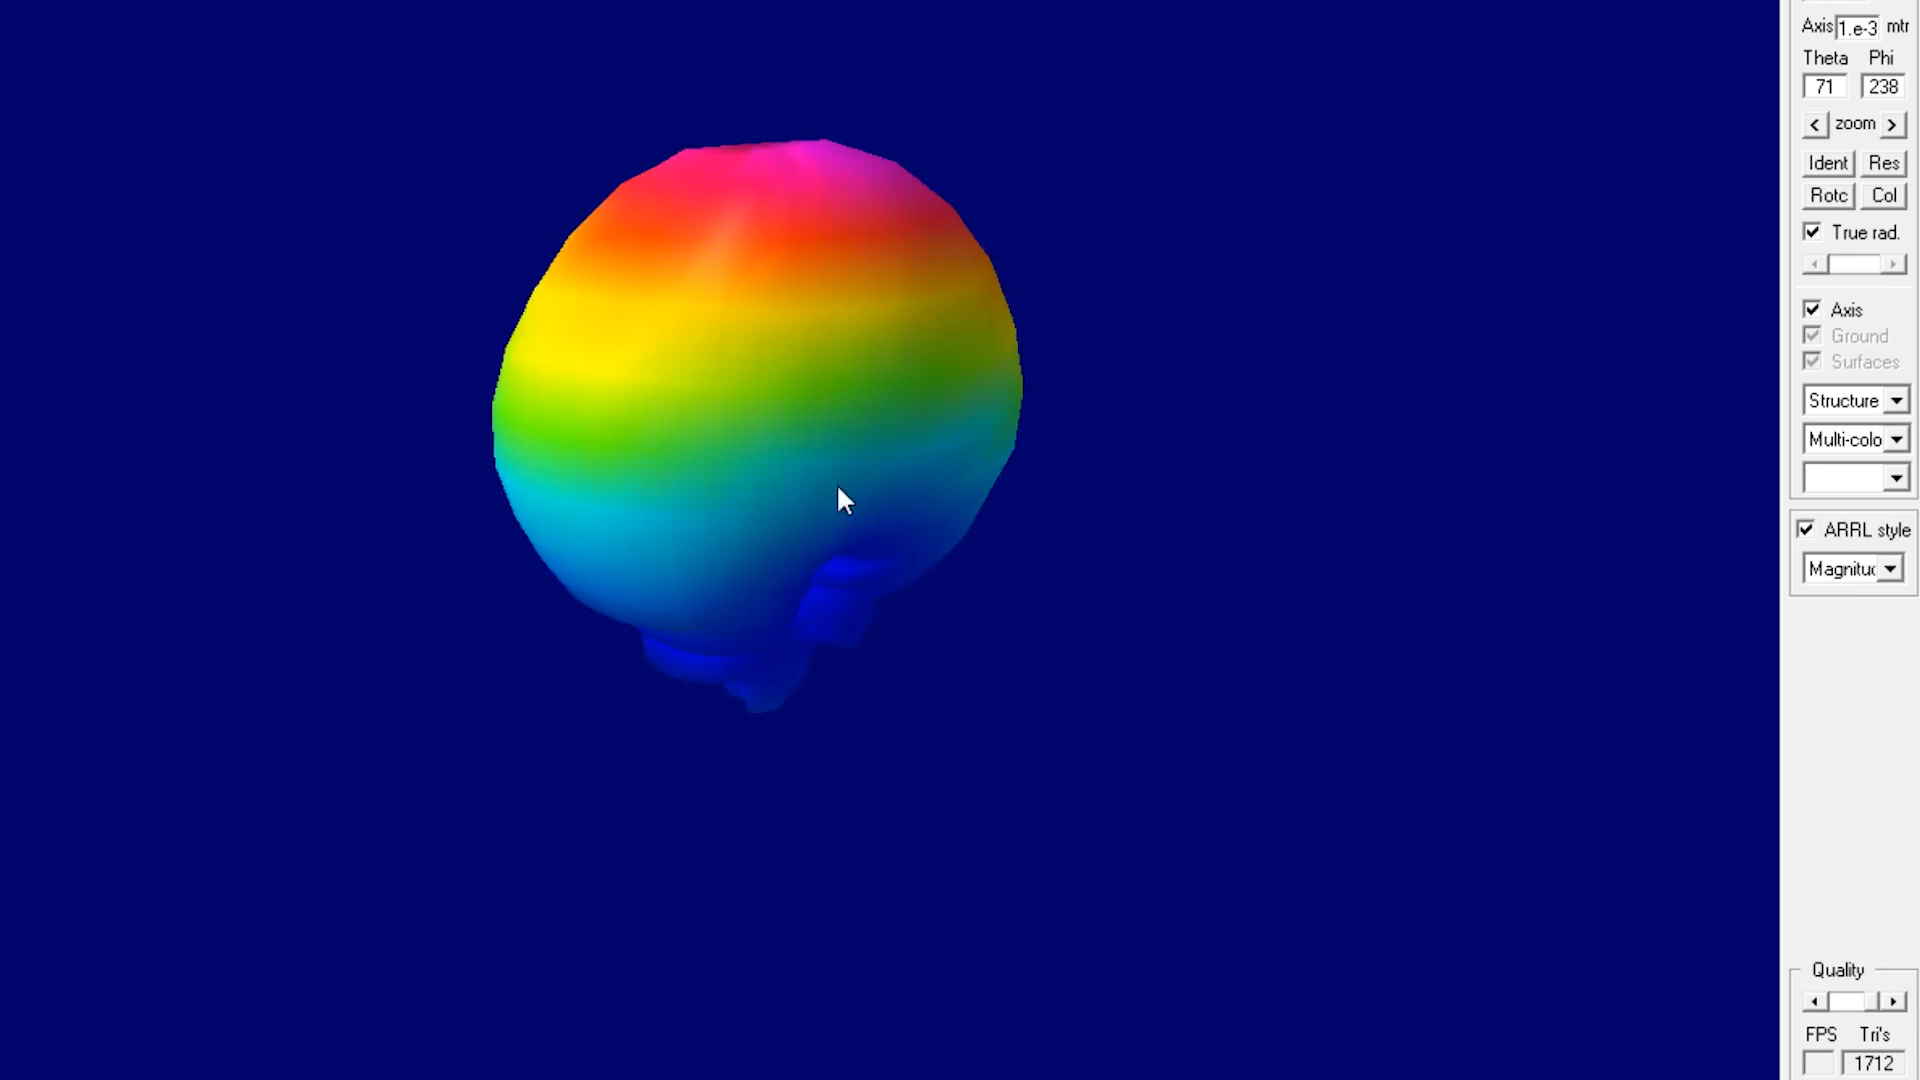 Axis 1.e-3 mtr
Theta Phi
71 238
< zoom >
Ident Res
Rotc Col
True rad.
Axis
Ground
Surfaces
Structure
Multi-colo
ARRL style
Magnituc
Quality
FPS Tri's
1712